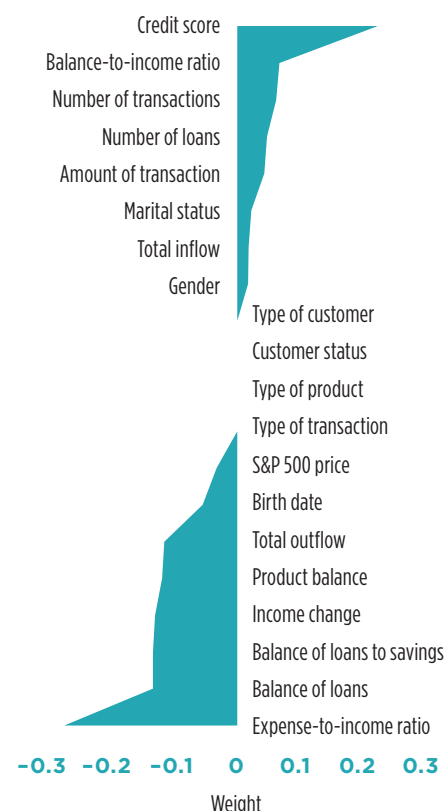 Credit score
Balance-to-income ratio
Number of transactions
Number of loans
Amount of transaction
Marital status
Total inflow
Gender
Type of customer
Customer status
Type of product
Type of transaction
S&P 500 price
Birth date
Total outflow
Product balance
Income change
Balance of loans to savings
Balance of loans
Expense-to-income ratio
-0.3 -0.2 -0.1 0 0.1 0.2 0.3
Weight